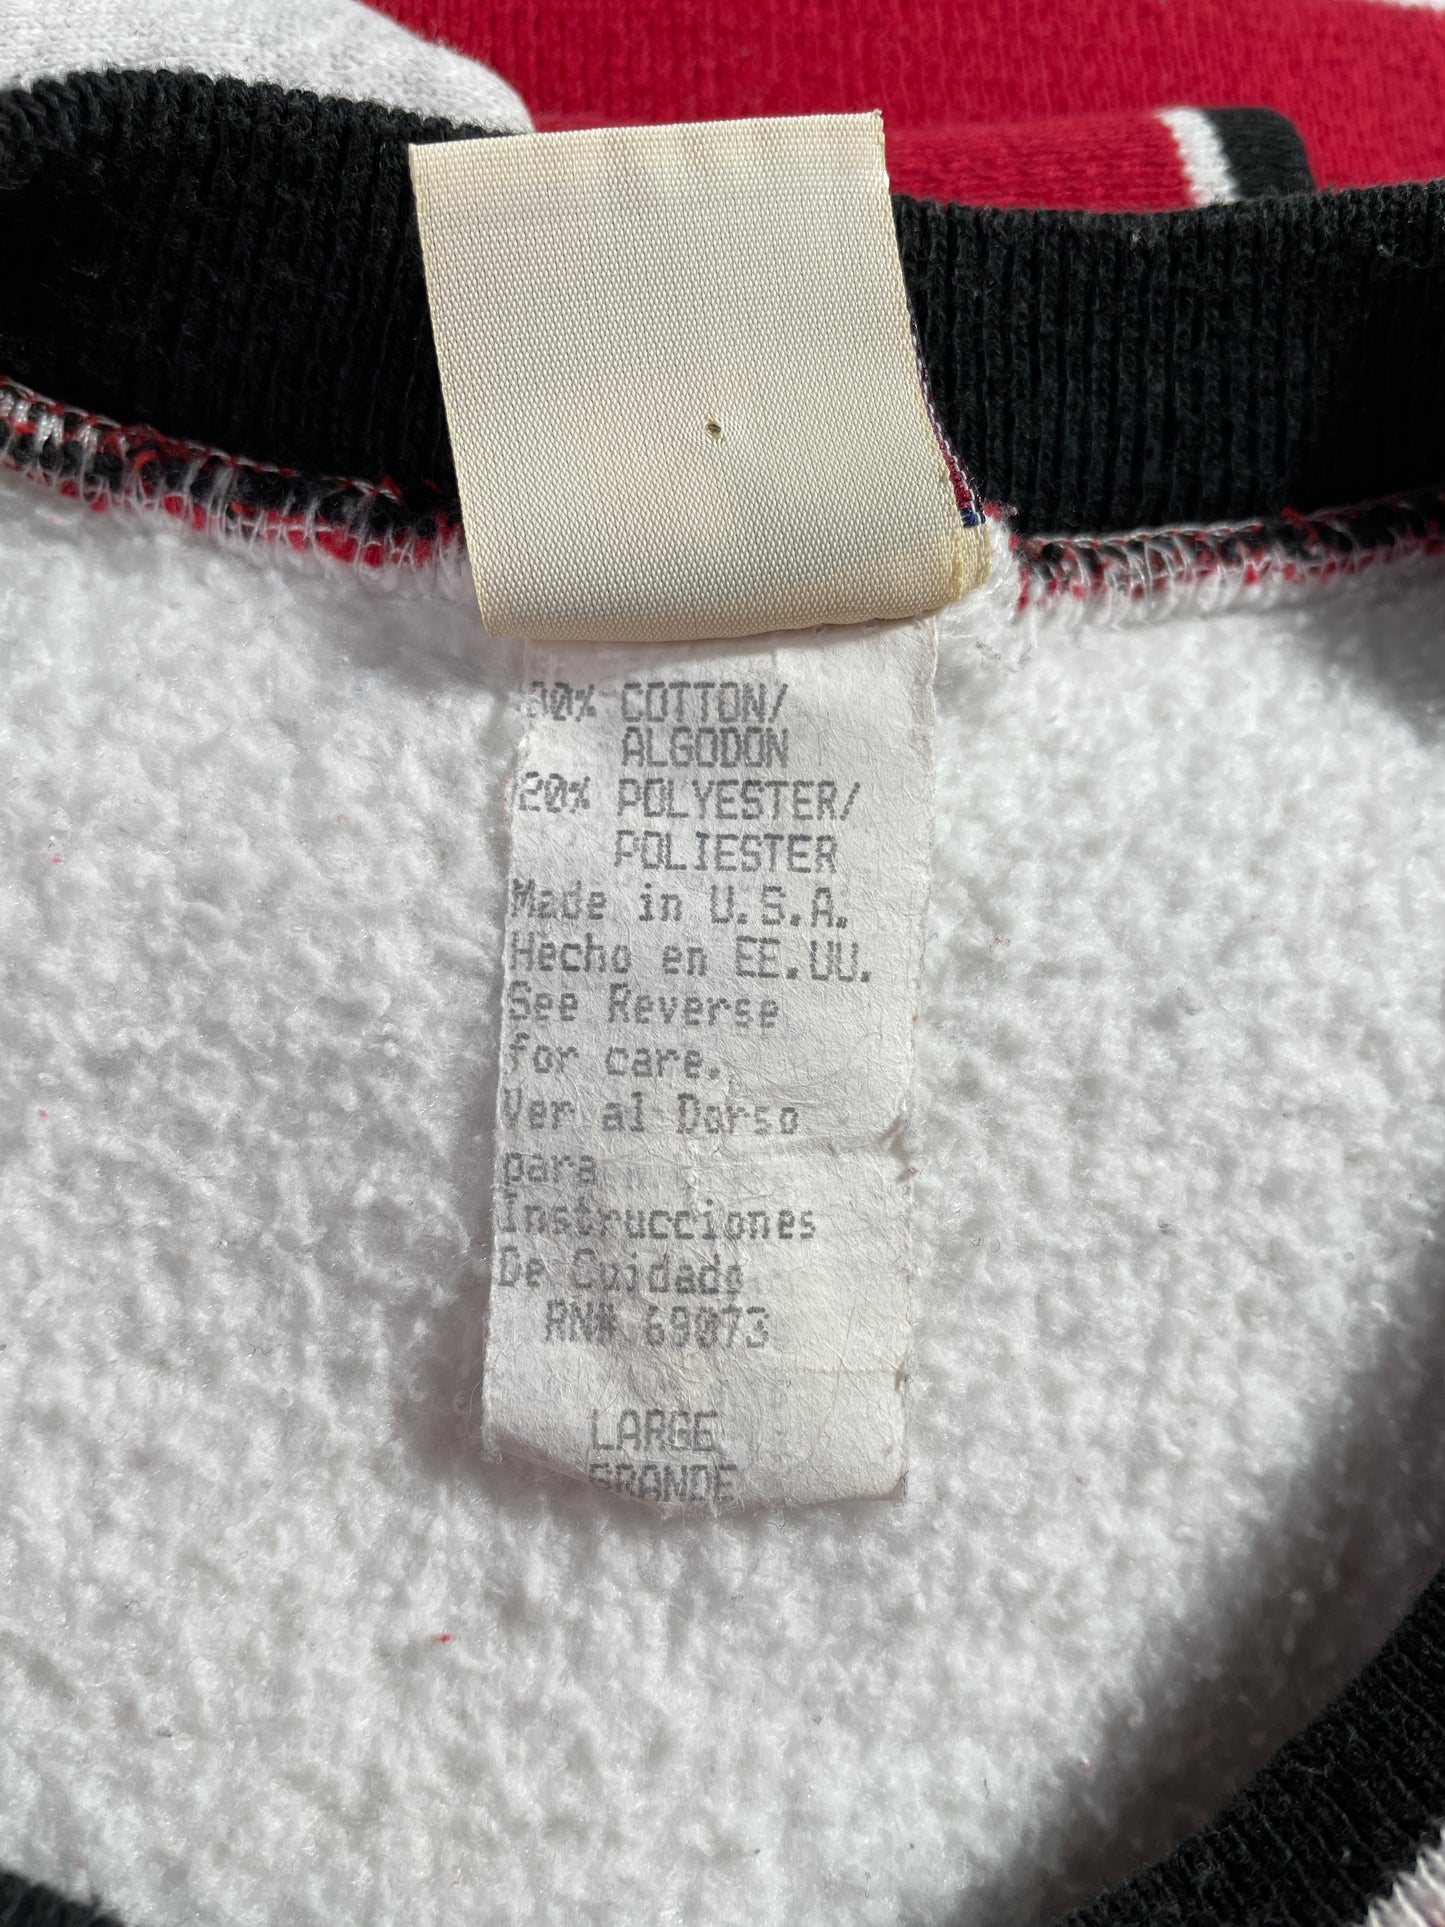 80% COTTON/
ALGODON
20% POLYESTER/
POLIESTER
Made in U.S.A.
Hecho en EE.UU.
See Reverse
for care.
Ver al Dorso
para
Instrucciones
De Cuidado
RN# 69073
LARGE
GRANDE